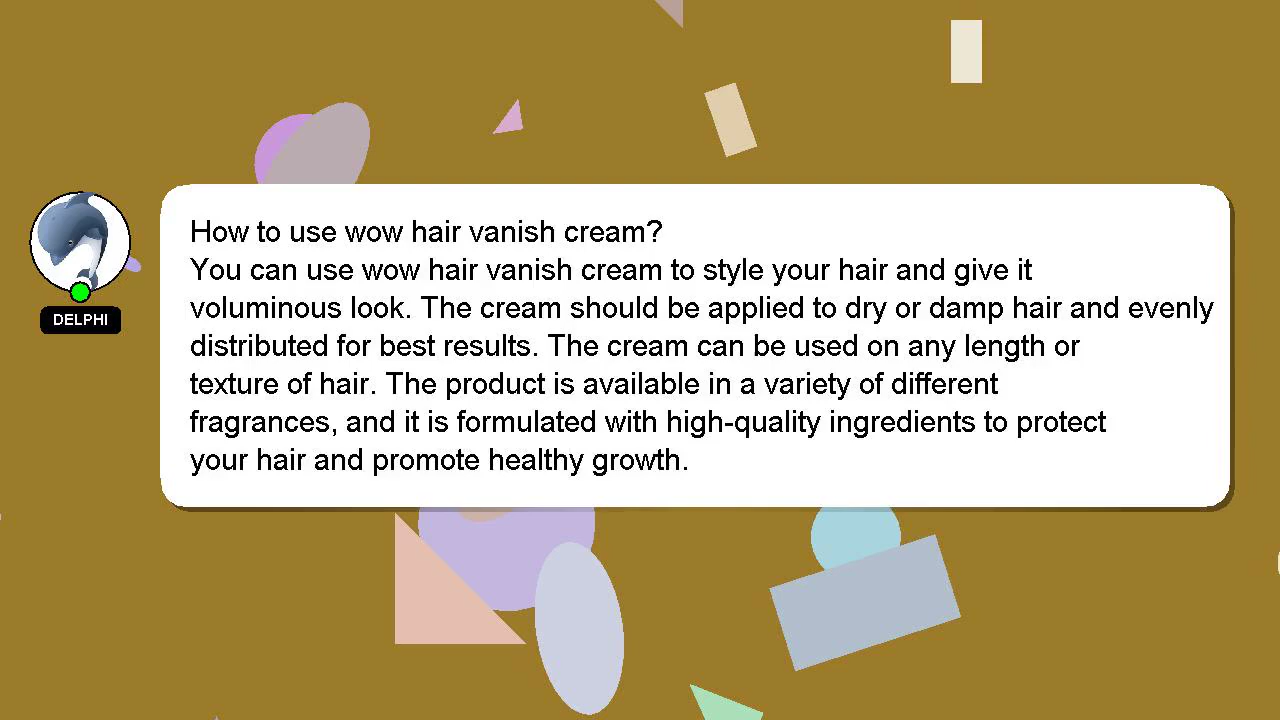 How to use wow hair vanish cream?
You can use wow hair vanish cream to style your hair and give it
voluminous look. The cream should be applied to dry or damp hair and evenly
distributed for best results. The cream can be used on any length or
texture of hair. The product is available in a variety of different
fragrances, and it is formulated with high-quality ingredients to protect
your hair and promote healthy growth.
DELPHI